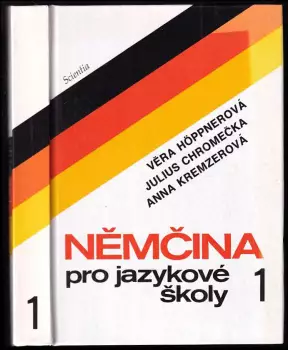 Scientia
VĚRA HÖPPNEROVÁ
JULIUS CHROMEČKA
ANNA KREMZEROVÁ
NĚMČINA
pro jazykové
školy 1
1